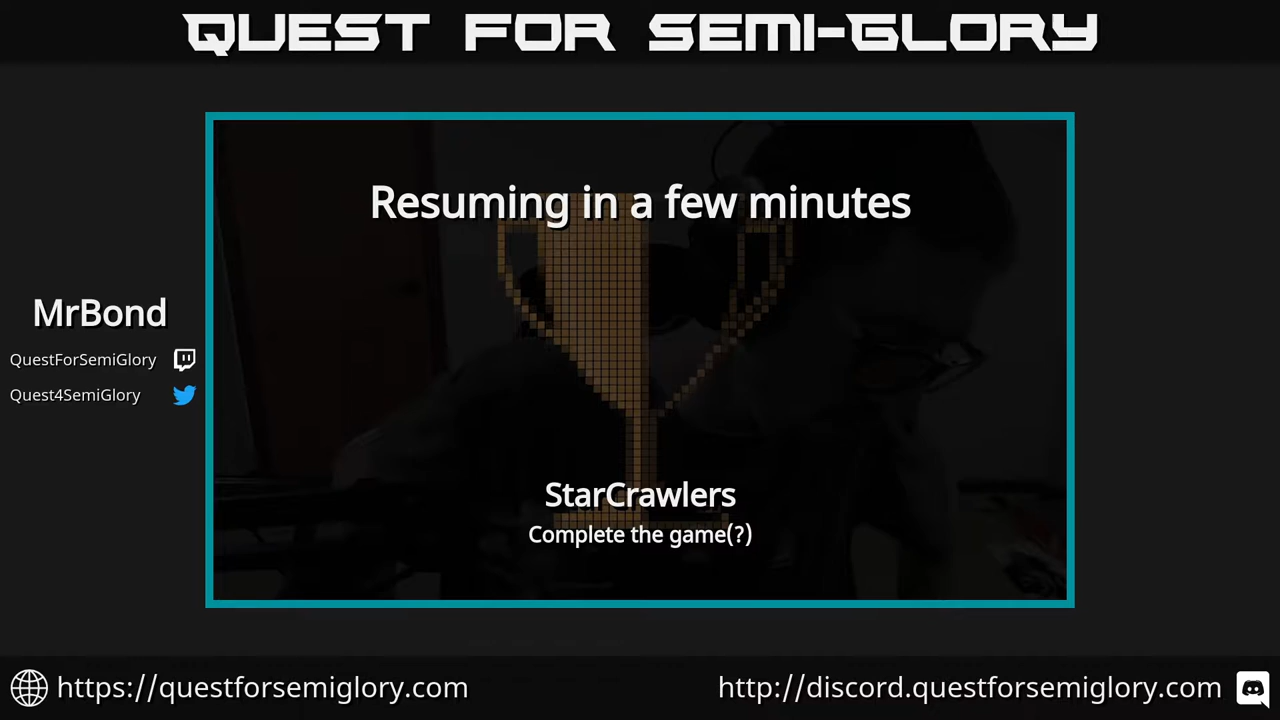 QUEST FOR SEMI-GLORY
Resuming in a few minutes
MrBond
QuestForSemiGlory
Quest4SemiGlory
StarCrawlers
Complete the game(?)
https://questforsemiglory.com
http://discord.questforsemiglory.com